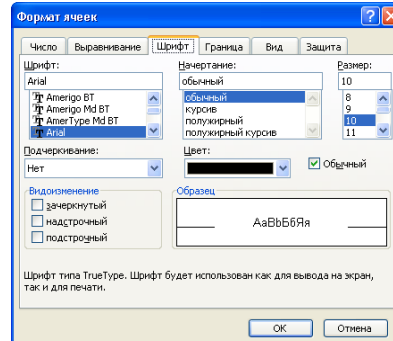 Формат ячеек
Число Выравнивание Шрифт Граница Вид Защита
Шрифт: Начертание: Размер:
Arial обычный 10
Amerigo BT обычный 8
Amerigo Md BT курсив 9
AmerType Md BT полужирный 10
Arial полужирный курсив 11
Подчеркивание: Цвет:
Нет Обычный
Видоизменение Образец
зачеркнутый
надстрочный AaBbБбЯя
подстрочный
Шрифт типа TrueType. Шрифт будет использован как для вывода на экран,
так и для печати.
ОК Отмена